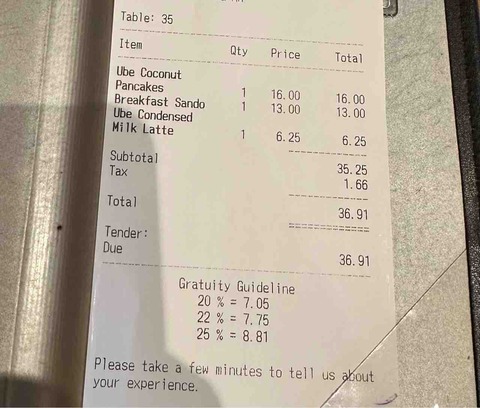 Table: 35
Item Qty Price Total
Ube Coconut
Pancakes 1 16.00 16.00
Breakfast Sando 1 13.00 13.00
Ube Condensed
Milk Latte 1 6.25 6.25
Subtotal 35.25
Tax 1.66
Total 36.91
Tender:
Due 36.91
Gratuity Guideline
20 % = 7.05
22 % = 7.75
25 % = 8.81
Please take a few minutes to tell us about
your experience.